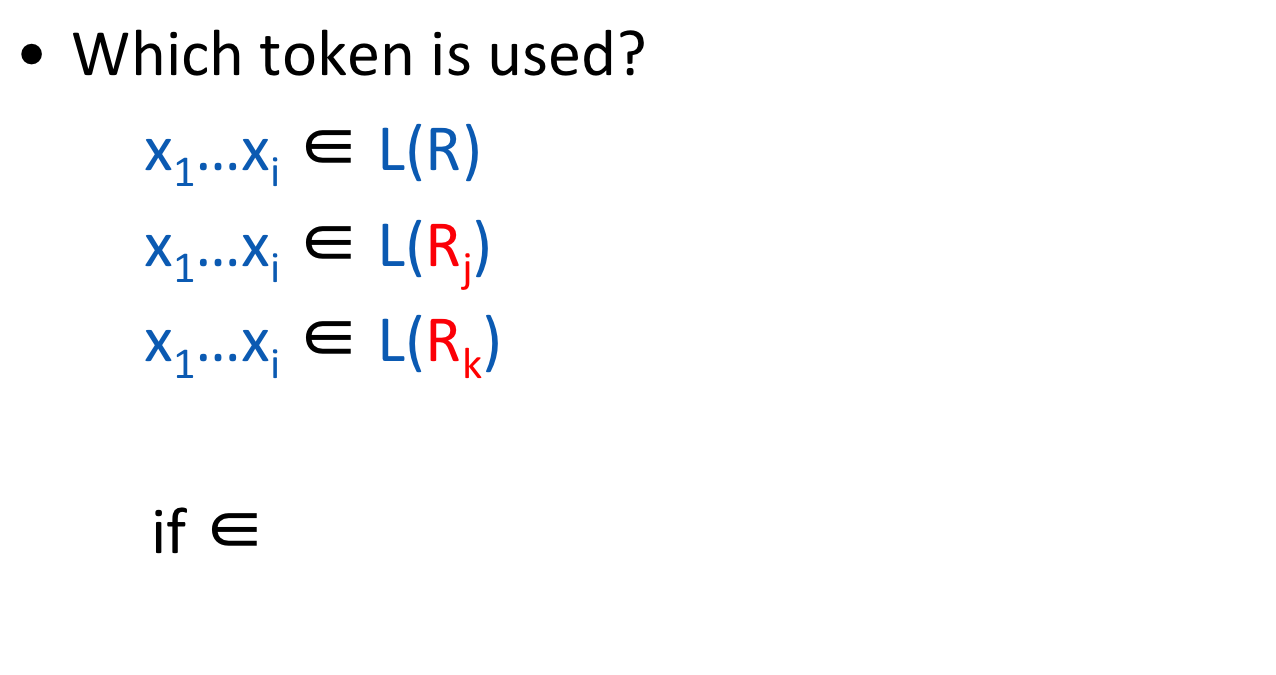 • Which token is used?
x₁...xᵢ ∈ L(R)
x₁...xᵢ ∈ L(Rⱼ)
x₁...xᵢ ∈ L(Rₖ)
if ∈